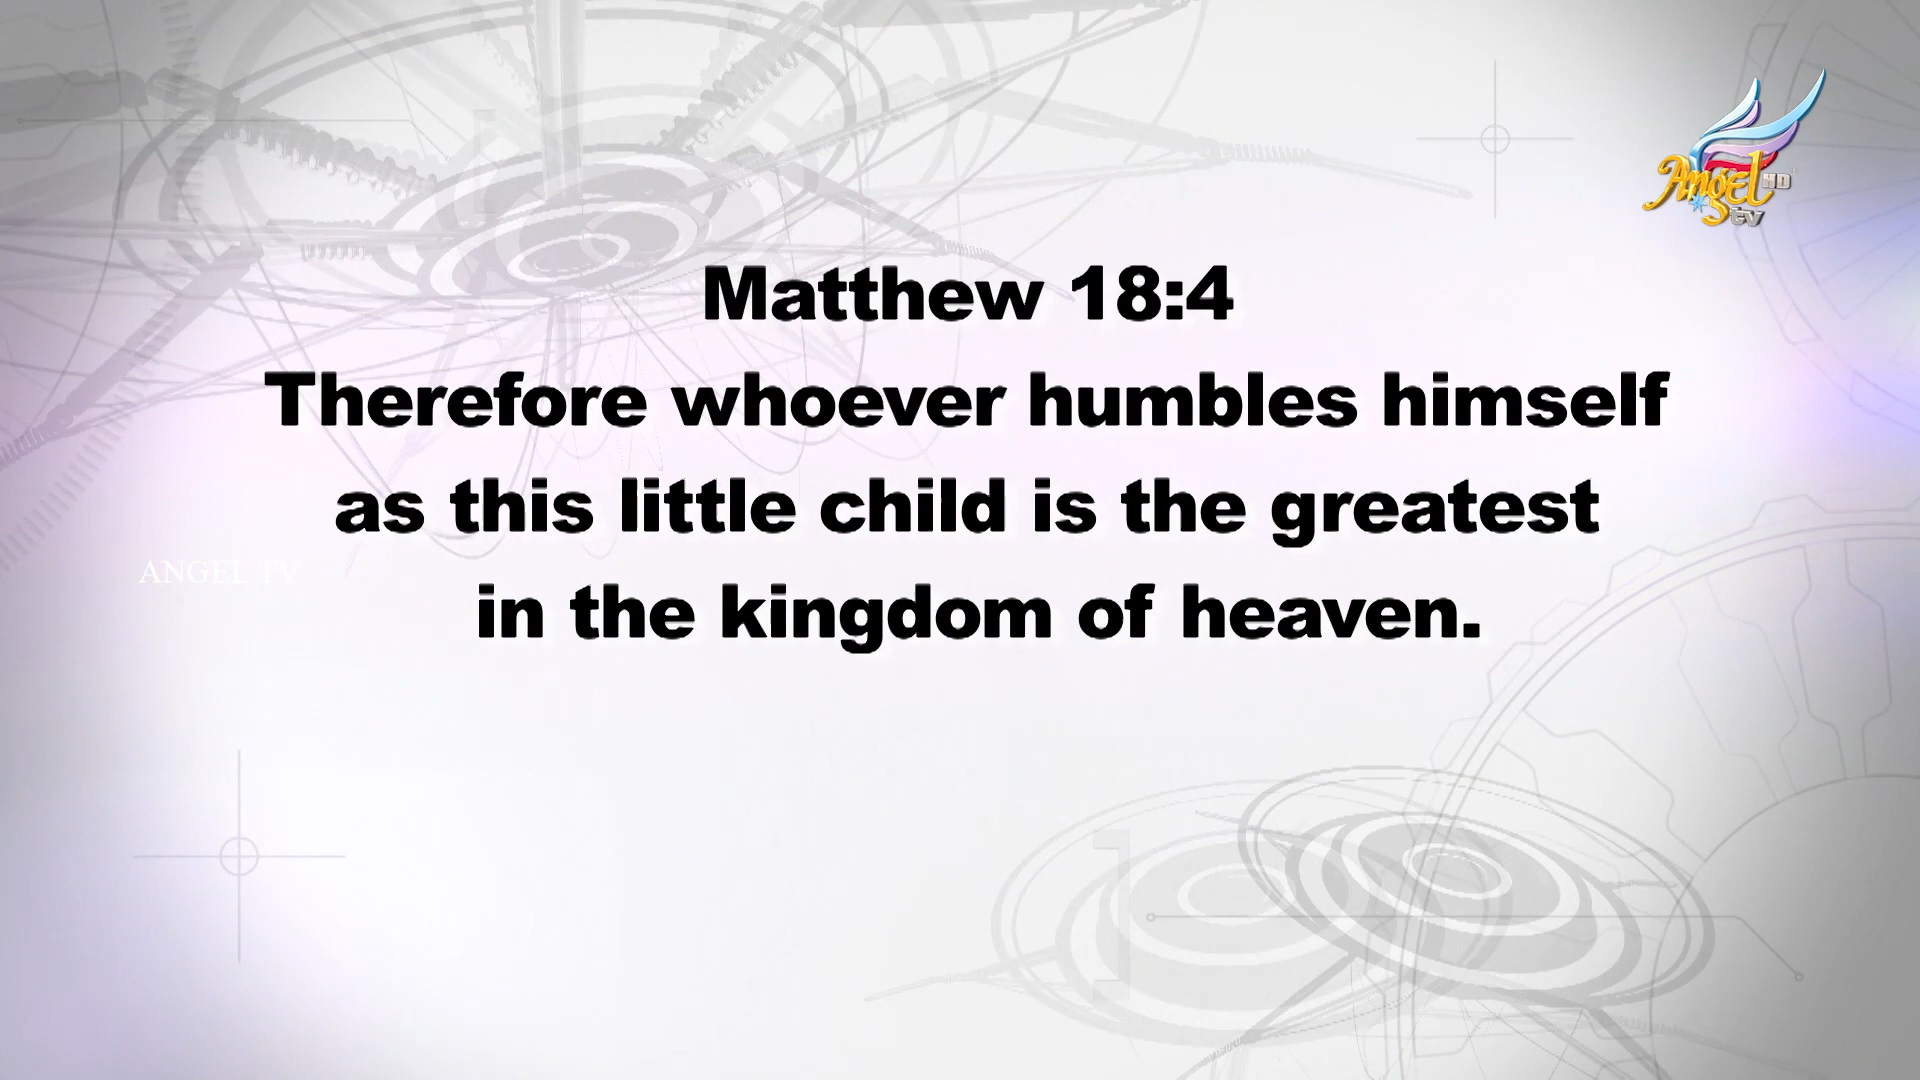 Angel HD
tv
Matthew 18:4
Therefore whoever humbles himself
as this little child is the greatest
in the kingdom of heaven.
ANGEL TV